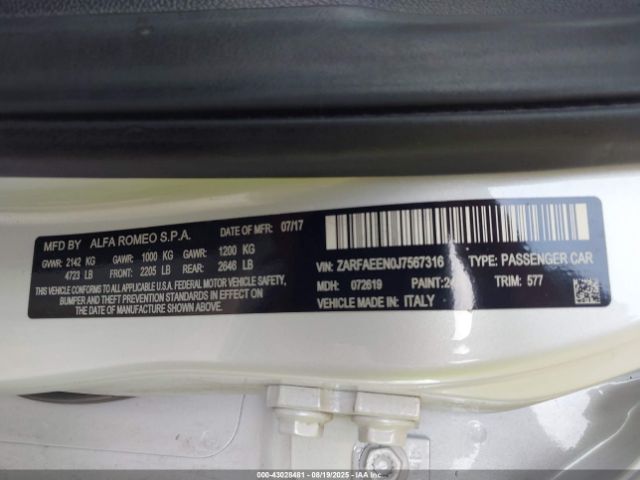 MFD BY ALFA ROMEO S.P.A. DATE OF MFR: 07/17
GVWR: 2142 KG GAWR: 1000 KG GAWR: 1200 KG
4723 LB FRONT: 2205 LB REAR: 2646 LB
THIS VEHICLE CONFORMS TO ALL APPLICABLE U.S.A. FEDERAL MOTOR VEHICLE SAFETY,
BUMPER AND THEFT PREVENTION STANDARDS IN EFFECT ON
THE DATE OF MANUFACTURE SHOWN ABOVE.
VIN: ZARFAEEN0J7567316 TYPE: PASSENGER CAR
MDH: 072619 PAINT: TRIM: 577
VEHICLE MADE IN: ITALY
000-43028481 - 08/19/2025 - IAAI.COM